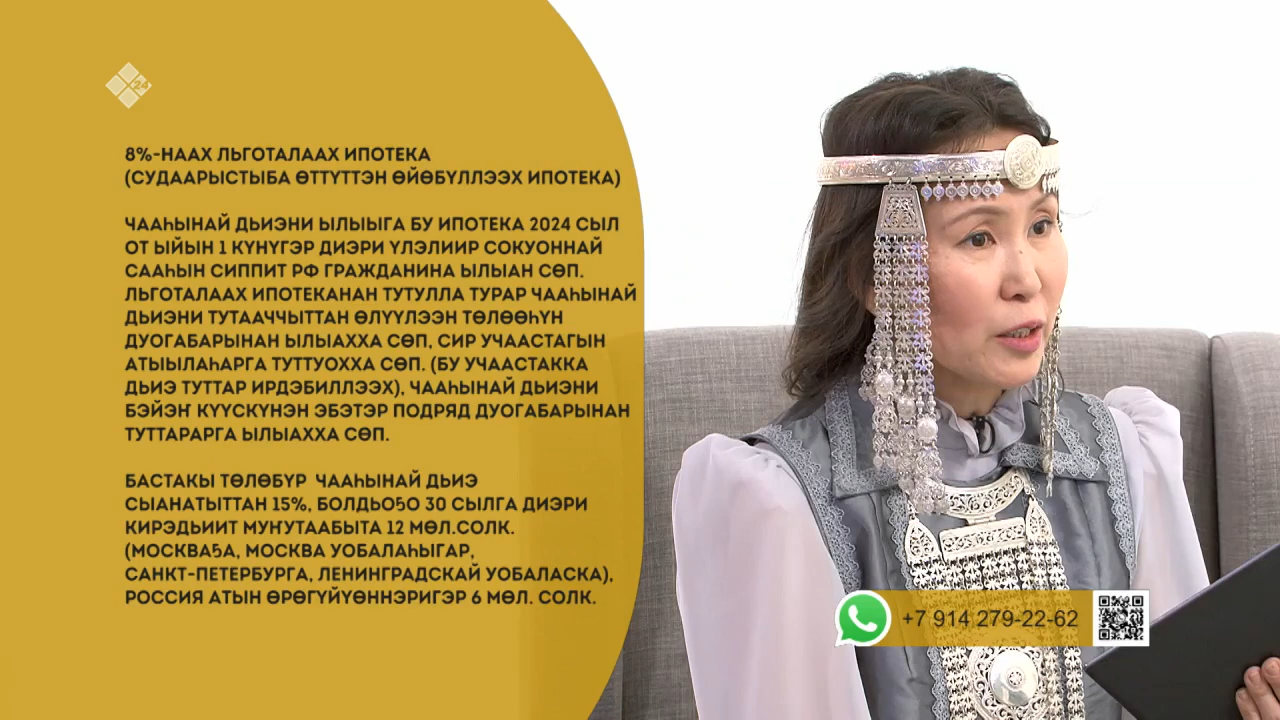 Х24
8%-НААХ ЛЬГОТАЛААХ ИПОТЕКА
(СУДААРЫСТЫБА ӨТТҮТТЭН ӨЙӨБҮЛЛЭЭХ ИПОТЕКА)
ЧААҺЫНАЙ ДЬИЭНИ ЫЛЫЫГА БУ ИПОТЕКА 2024 СЫЛ
ОТ ЫЙЫН 1 КҮНҮГЭР ДИЭРИ ҮЛЭЛИИР СОКУОННАЙ
СААҺЫН СИППИТ РФ ГРАЖДАНИНА ЫЛЫАН СӨП.
ЛЬГОТАЛААХ ИПОТЕКАНАН ТУТУЛЛА ТУРАР ЧААҺЫНАЙ
ДЬИЭНИ ТУТААЧЧЫТТАН ӨЛҮҮЛЭЭН ТӨЛӨӨҺҮН
ДУОГАБАРЫНАН ЫЛЫАХХА СӨП, СИР УЧААСТАГЫН
АТЫЫЛАҺАРГА ТУТТУОХХА СӨП. (БУ УЧААСТАККА
ДЬИЭ ТУТТАР ИРДЭБИЛЛЭЭХ), ЧААҺЫНАЙ ДЬИЭНИ
БЭЙЭҤ КҮҮСКҮНЭН ЭБЭТЭР ПОДРЯД ДУОГАБАРЫНАН
ТУТТАРАРГА ЫЛЫАХХА СӨП.
БАСТАКЫ ТӨЛӨБҮР ЧААҺЫНАЙ ДЬИЭ
СЫАНАТЫТТАН 15%, БОЛДЬОҔО 30 СЫЛГА ДИЭРИ
КИРЭДЬИИТ МУҤУТААБЫТА 12 МӨЛ.СОЛК.
(МОСКВАҔА, МОСКВА УОБАЛАҺЫГАР,
САНКТ-ПЕТЕРБУРГА, ЛЕНИНГРАДСКАЙ УОБАЛАСКА),
РОССИЯ АТЫН ӨРӨГҮЙҮӨННЭРИГЭР 6 МӨЛ. СОЛК.
+7 914 279-22-62